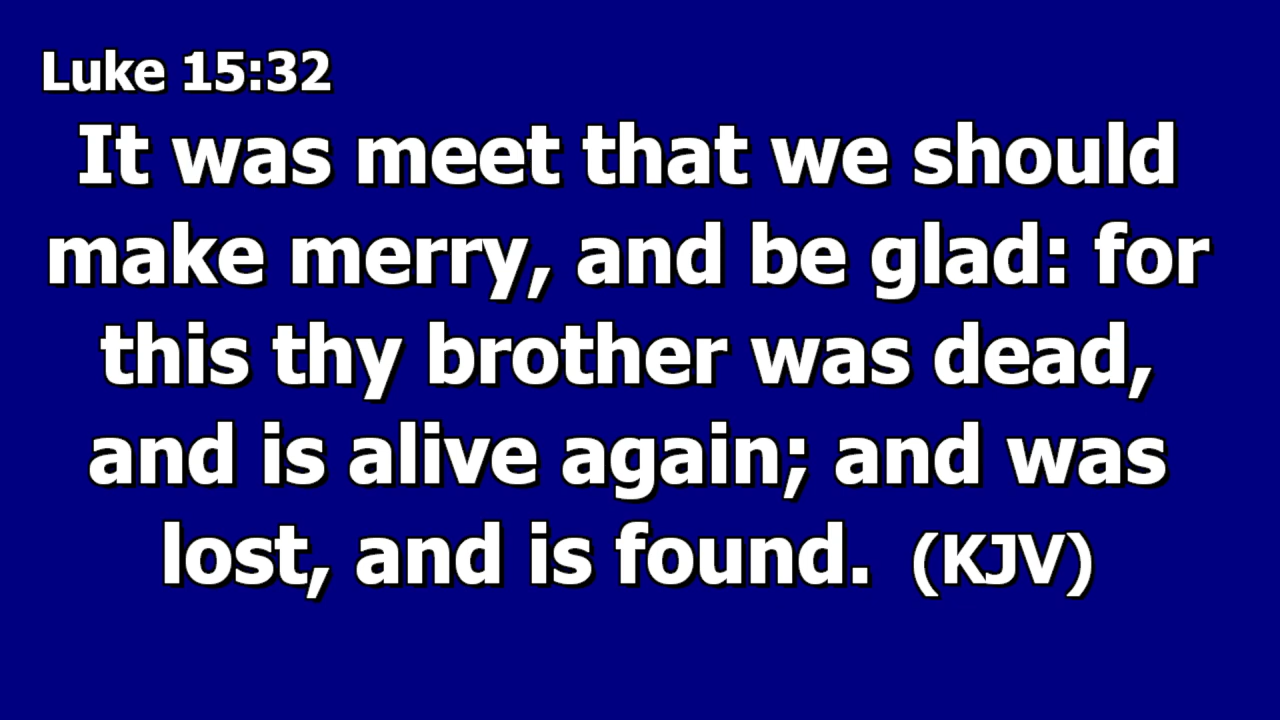 Luke 15:32
It was meet that we should
make merry, and be glad: for
this thy brother was dead,
and is alive again; and was
lost, and is found. (KJV)